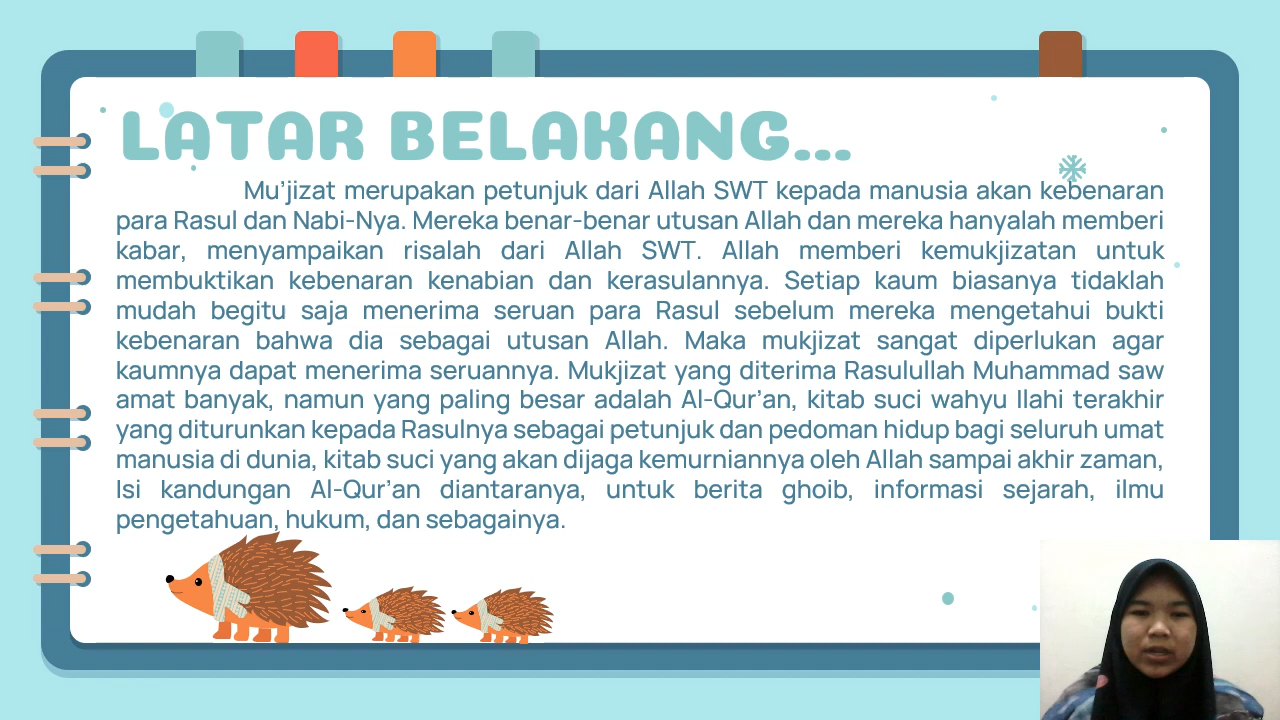 LATAR BELAKANG...
Mu’jizat merupakan petunjuk dari Allah SWT kepada manusia akan kebenaran
para Rasul dan Nabi-Nya. Mereka benar-benar utusan Allah dan mereka hanyalah memberi
kabar, menyampaikan risalah dari Allah SWT. Allah memberi kemukjizatan untuk
membuktikan kebenaran kenabian dan kerasulannya. Setiap kaum biasanya tidaklah
mudah begitu saja menerima seruan para Rasul sebelum mereka mengetahui bukti
kebenaran bahwa dia sebagai utusan Allah. Maka mukjizat sangat diperlukan agar
kaumnya dapat menerima seruannya. Mukjizat yang diterima Rasulullah Muhammad saw
amat banyak, namun yang paling besar adalah Al-Qur’an, kitab suci wahyu Ilahi terakhir
yang diturunkan kepada Rasulnya sebagai petunjuk dan pedoman hidup bagi seluruh umat
manusia di dunia, kitab suci yang akan dijaga kemurniannya oleh Allah sampai akhir zaman,
Isi kandungan Al-Qur’an diantaranya, untuk berita ghoib, informasi sejarah, ilmu
pengetahuan, hukum, dan sebagainya.